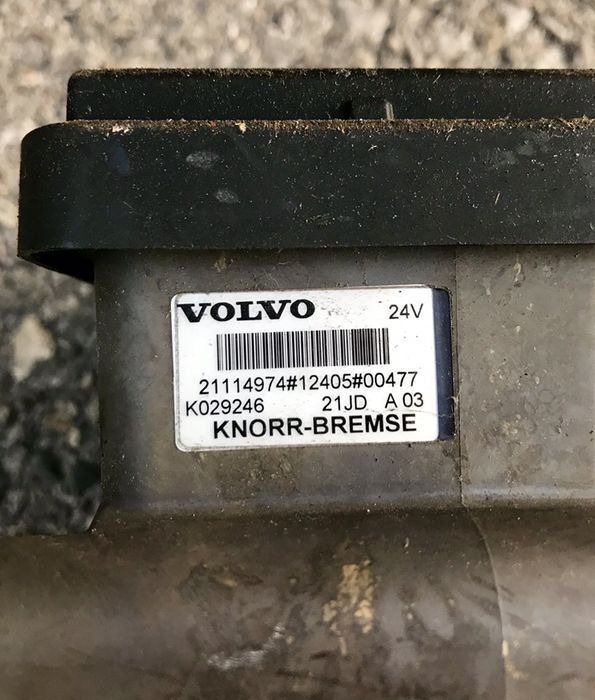 VOLVO 24V
21114974#12405#00477
K029246 21JD A 03
KNORR-BREMSE